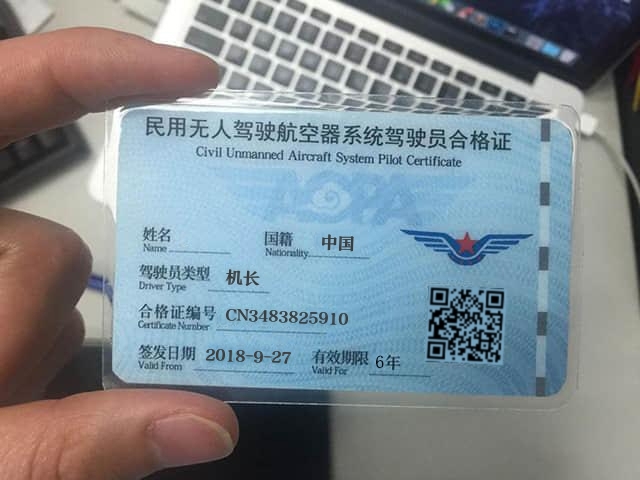 民用无人驾驶航空器系统驾驶员合格证
Civil Unmanned Aircraft System Pilot Certificate
AOPA
姓名 国籍 中国
Name Nationality
驾驶员类型 机长
Driver Type
合格证编号 CN3483825910
Certificate Number
签发日期 2018-9-27 有效期限 6年
Valid From Valid For